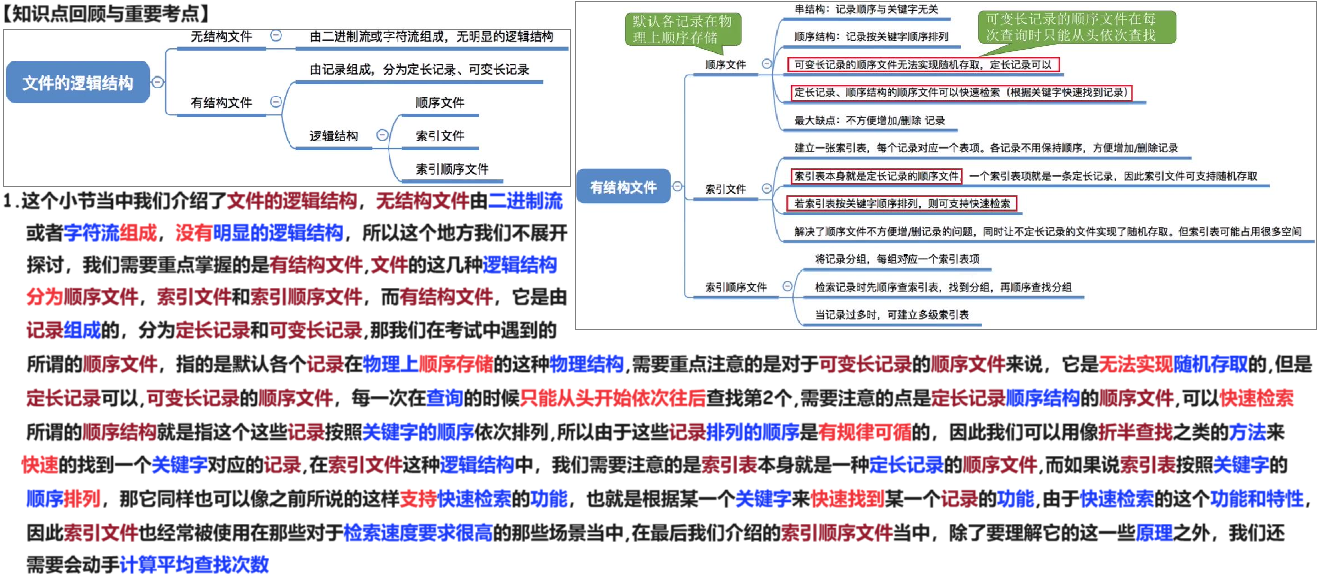 【知识点回顾与重要考点】
文件的逻辑结构
无结构文件
由二进制流或字符流组成，无明显的逻辑结构
有结构文件
由记录组成，分为定长记录、可变长记录
逻辑结构
顺序文件
索引文件
索引顺序文件
默认各记录在物
理上顺序存储
可变长记录的顺序文件在每
次查询时只能从头依次查找
有结构文件
顺序文件
串结构：记录顺序与关键字无关
顺序结构：记录按关键字顺序排列
可变长记录的顺序文件无法实现随机存取，定长记录可以
定长记录、顺序结构的顺序文件可以快速检索（根据关键字快速找到记录）
最大缺点：不方便增加/删除 记录
索引文件
建立一张索引表，每个记录对应一个表项。各记录不用保持顺序，方便增加/删除记录
索引表本身就是定长记录的顺序文件，一个索引表项就是一条定长记录，因此索引文件可支持随机存取
若索引表按关键字顺序排列，则可支持快速检索
解决了顺序文件不方便增/删记录的问题，同时让不定长记录的文件实现了随机存取。但索引表可能占用很多空间
索引顺序文件
将记录分组，每组对应一个索引表项
检索记录时先顺序查索引表，找到分组，再顺序查找分组
当记录过多时，可建立多级索引表
1.这个小节当中我们介绍了文件的逻辑结构，无结构文件由二进制流
或者字符流组成，没有明显的逻辑结构，所以这个地方我们不展开
探讨，我们需要重点掌握的是有结构文件,文件的这几种逻辑结构
分为顺序文件，索引文件和索引顺序文件，而有结构文件，它是由
记录组成的，分为定长记录和可变长记录,那我们在考试中遇到的
所谓的顺序文件，指的是默认各个记录在物理上顺序存储的这种物理结构,需要重点注意的是对于可变长记录的顺序文件来说，它是无法实现随机存取的,但是
定长记录可以,可变长记录的顺序文件，每一次在查询的时候只能从头开始依次往后查找第2个,需要注意的点是定长记录顺序结构的顺序文件,可以快速检索
所谓的顺序结构就是指这个这些记录按照关键字的顺序依次排列,所以由于这些记录排列的顺序是有规律可循的，因此我们可以用像折半查找之类的方法来
快速的找到一个关键字对应的记录,在索引文件这种逻辑结构中，我们需要注意的是索引表本身就是一种定长记录的顺序文件,而如果说索引表按照关键字的
顺序排列，那它同样也可以像之前所说的这样支持快速检索的功能，也就是根据某一个关键字来快速找到某一个记录的功能,由于快速检索的这个功能和特性，
因此索引文件也经常被使用在那些对于检索速度要求很高的那些场景当中,在最后我们介绍的索引顺序文件当中，除了要理解它的这一些原理之外，我们还
需要会动手计算平均查找次数